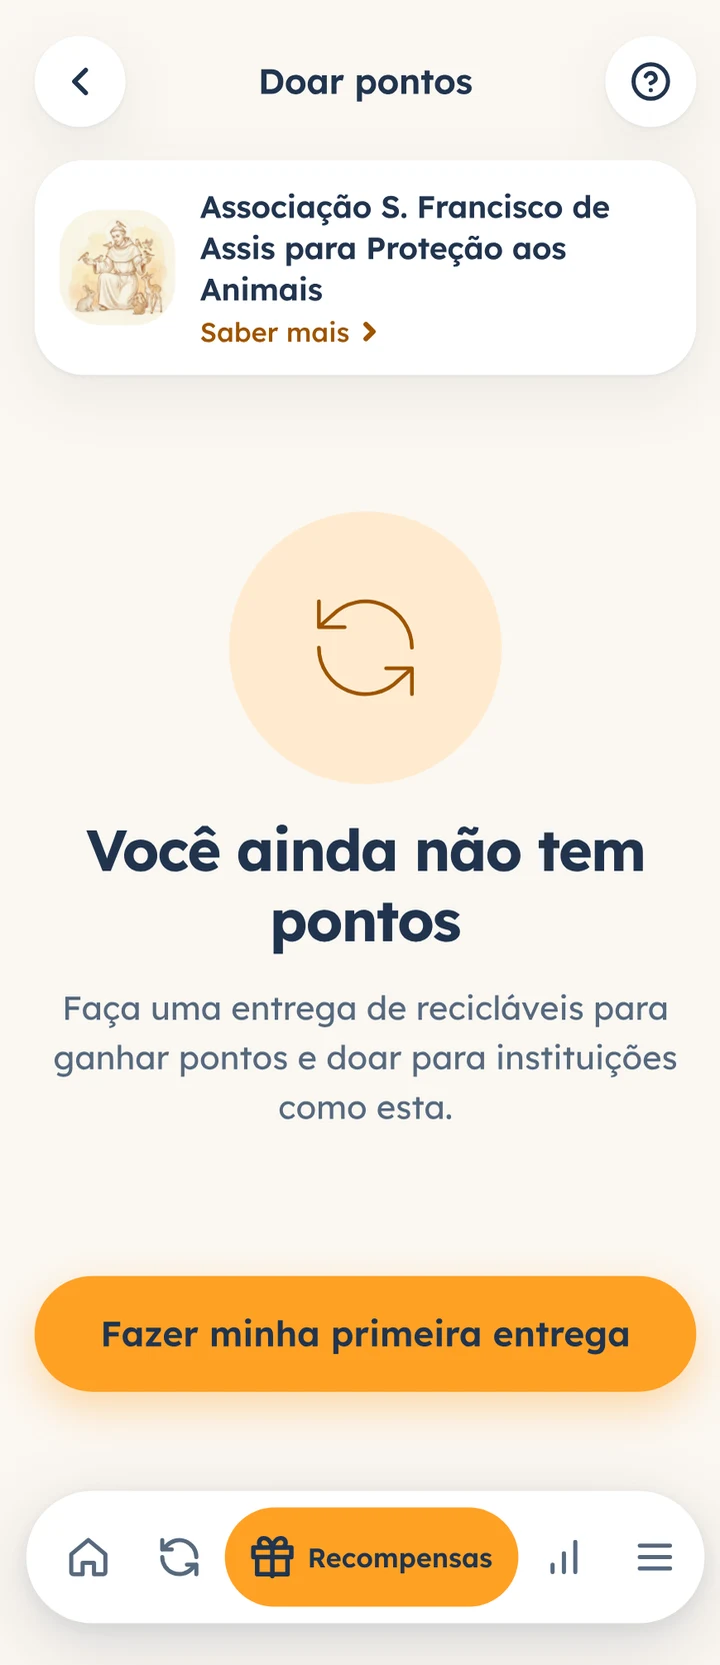 Doar pontos
Associação S. Francisco de
Assis para Proteção aos
Animais
Saber mais
Você ainda não tem
pontos
Faça uma entrega de recicláveis para
ganhar pontos e doar para instituições
como esta.
Fazer minha primeira entrega
Recompensas